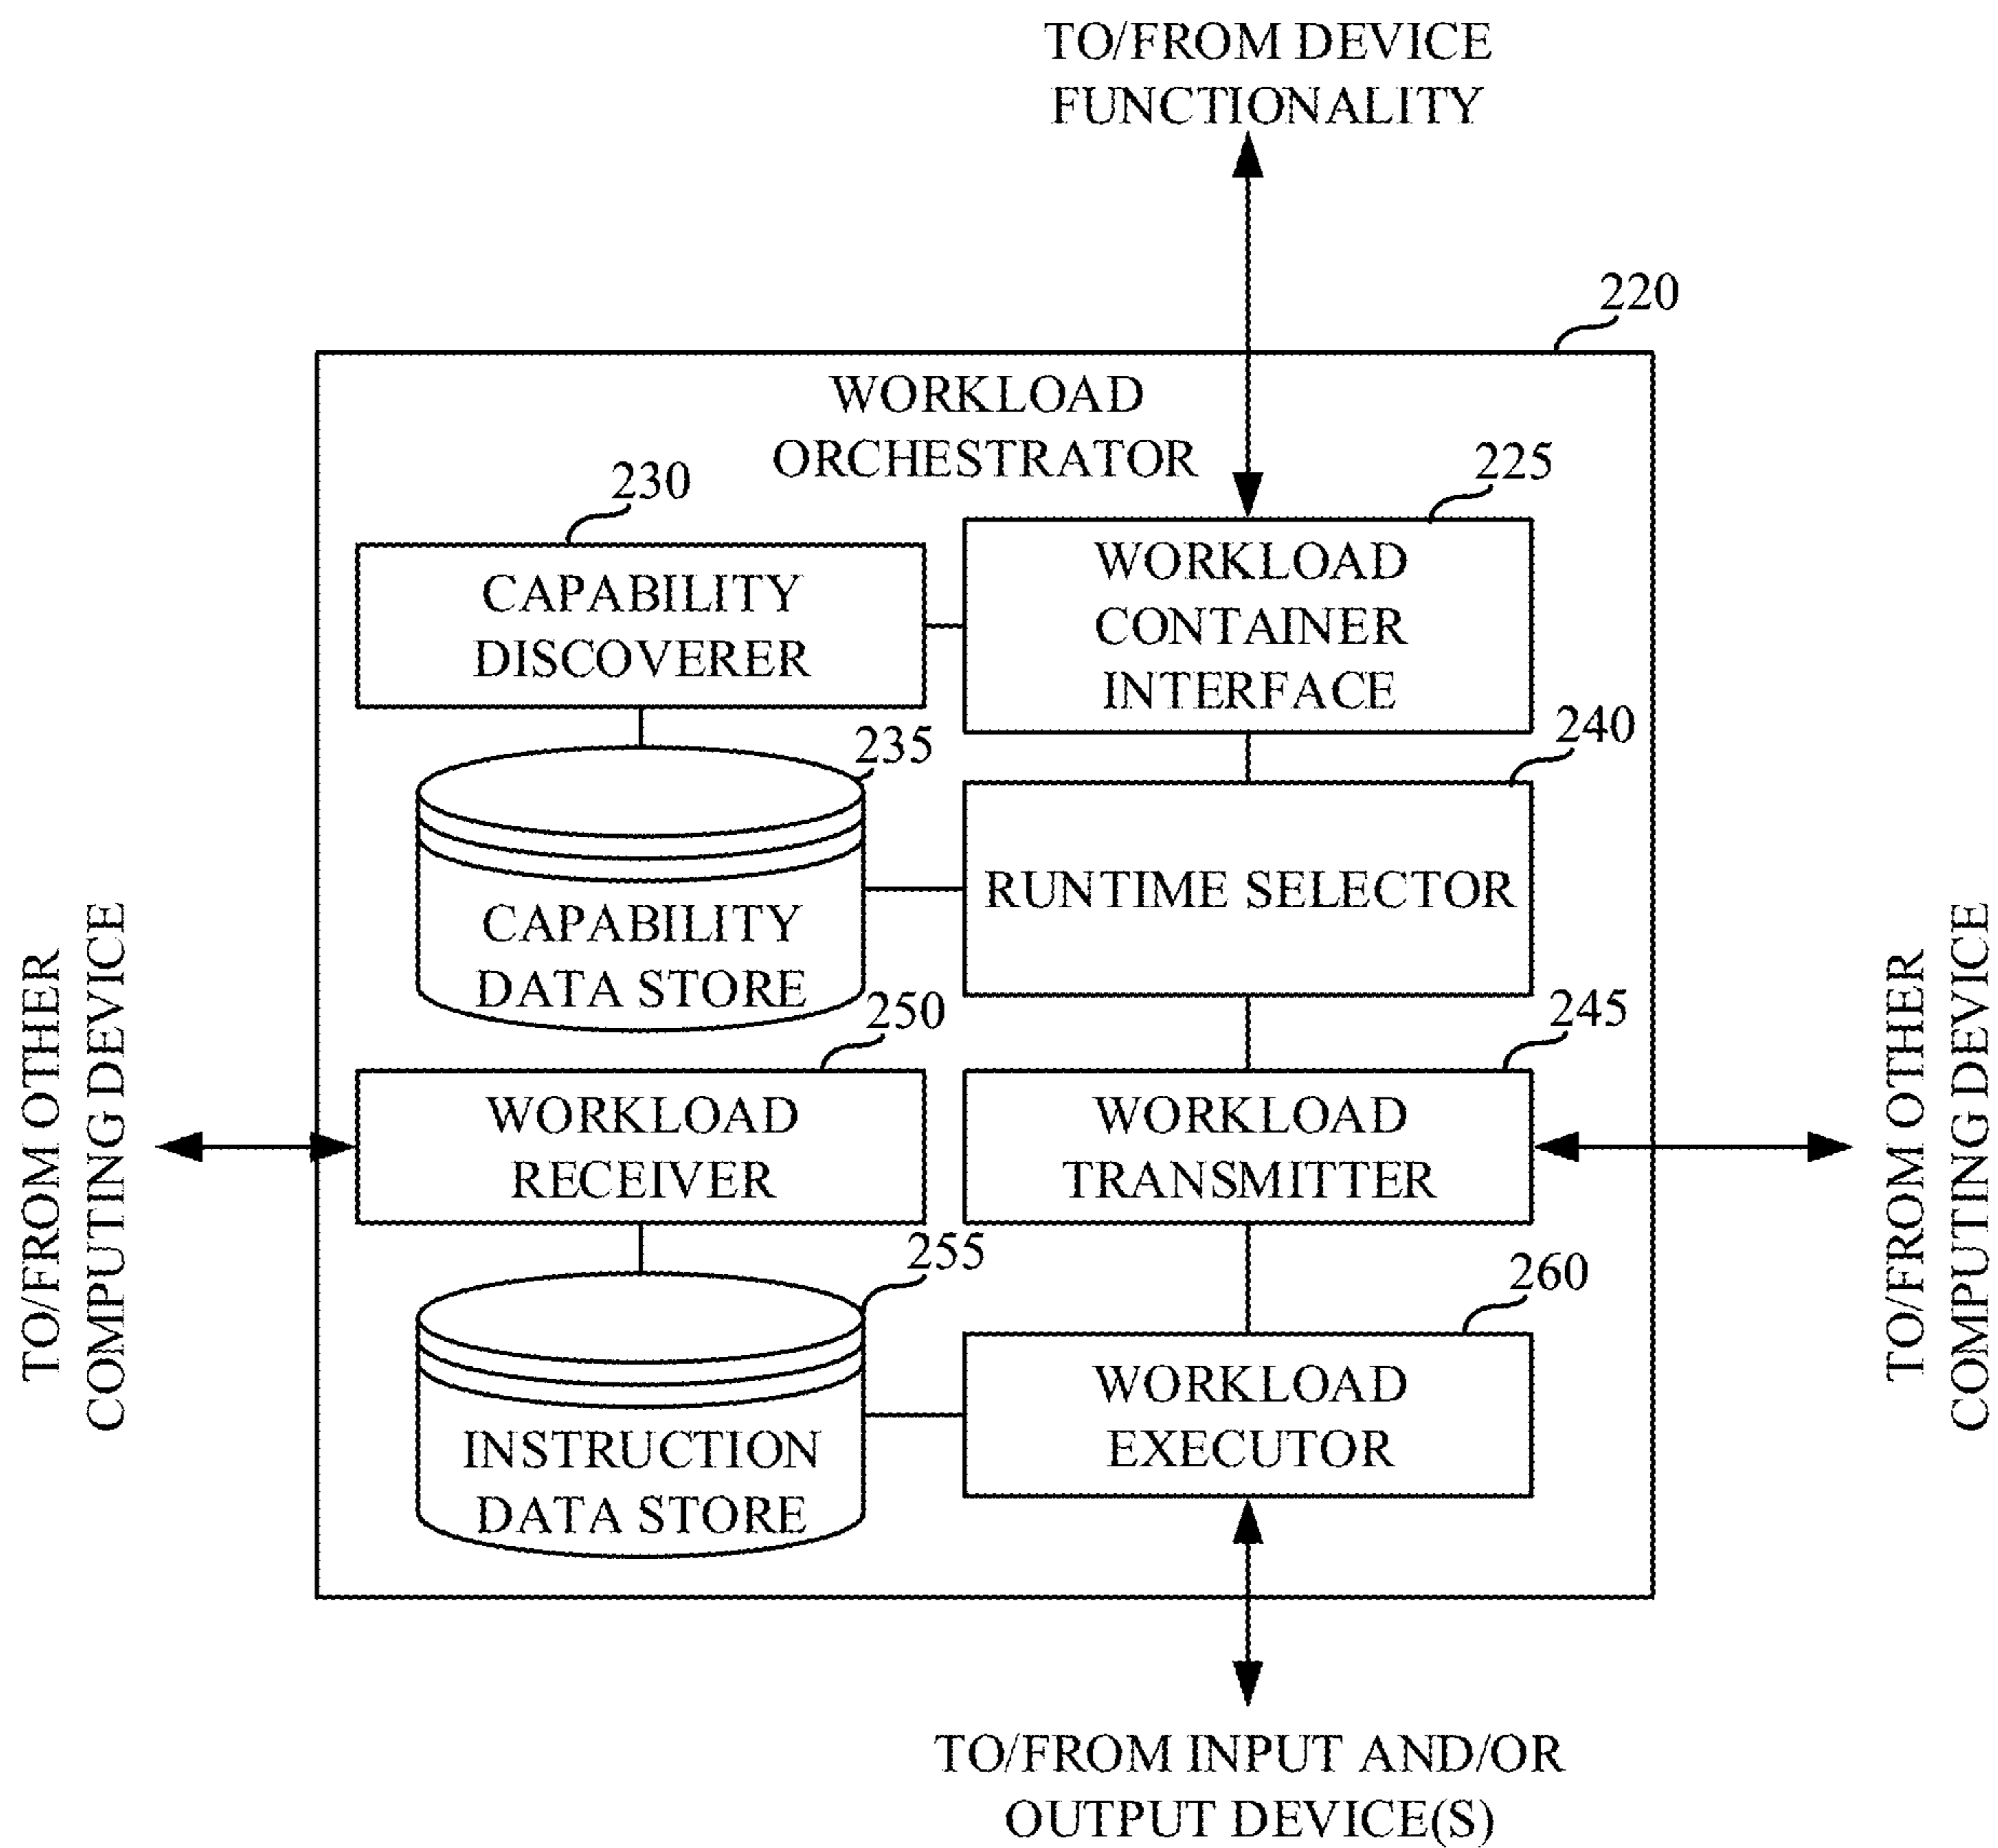 TO/FROM DEVICE
FUNCTIONALITY
220
WORKLOAD
ORCHESTRATOR
225
230
WORKLOAD
CONTAINER
INTERFACE
CAPABILITY
DISCOVERER
240
235
RUNTIME SELECTOR
CAPABILITY
DATA STORE
250
245
WORKLOAD
RECEIVER
WORKLOAD
TRANSMITTER
TO/FROM OTHER
COMPUTING DEVICE
TO/FROM OTHER
COMPUTING DEVICE
255
260
WORKLOAD
EXECUTOR
INSTRUCTION
DATA STORE
TO/FROM INPUT AND/OR
OUTPUT DEVICE(S)